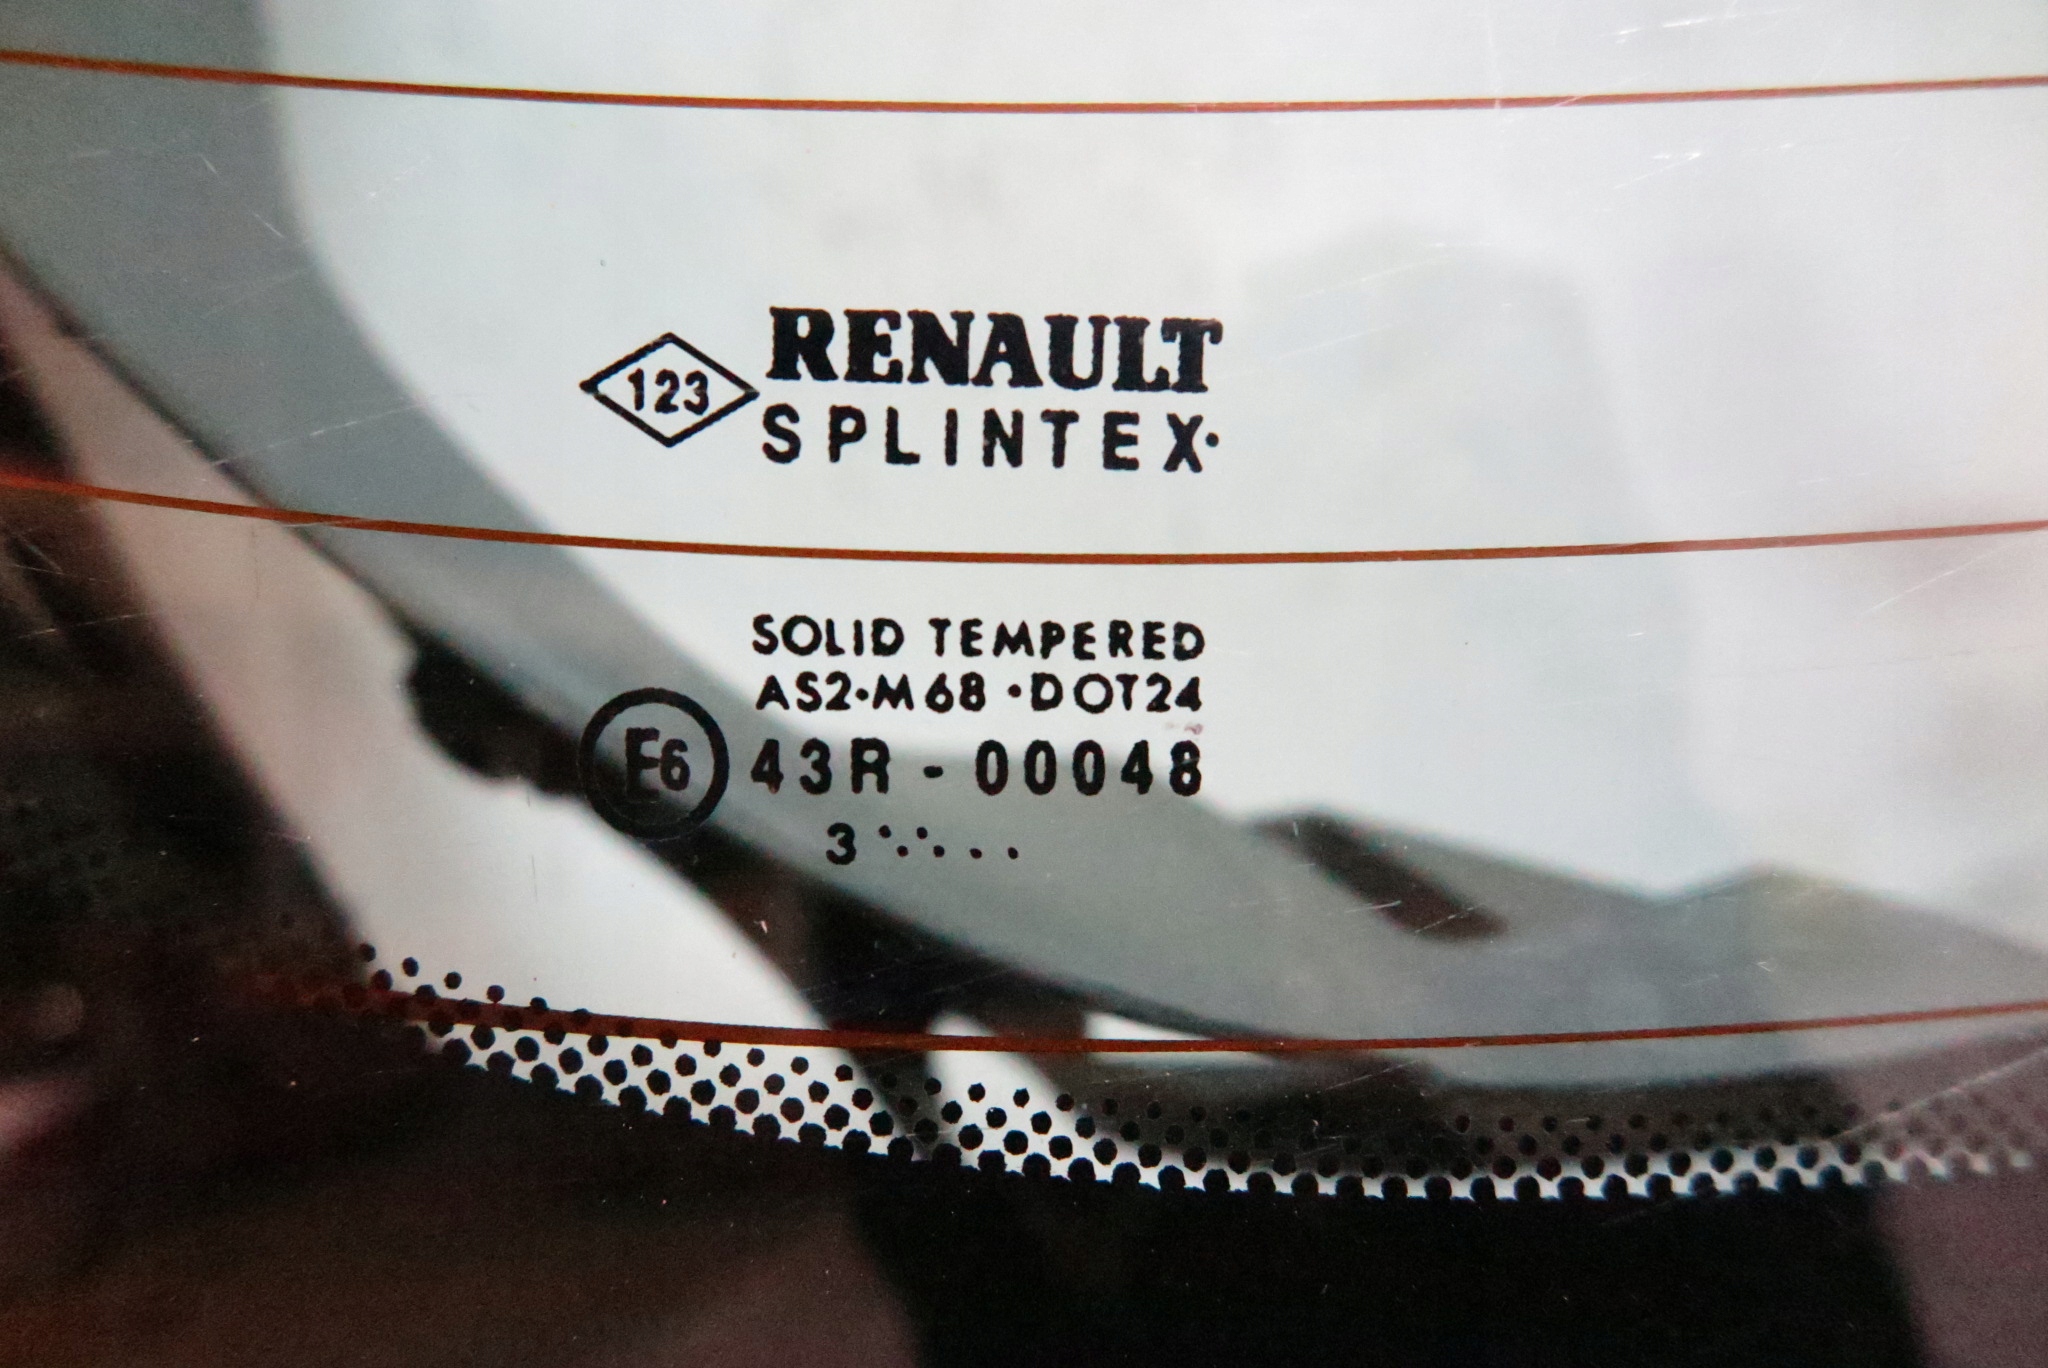 RENAULT
123
SPLINTEX
SOLID TEMPERED
AS2·M68·DOT24
E6 43R - 00048
3 ··:··..